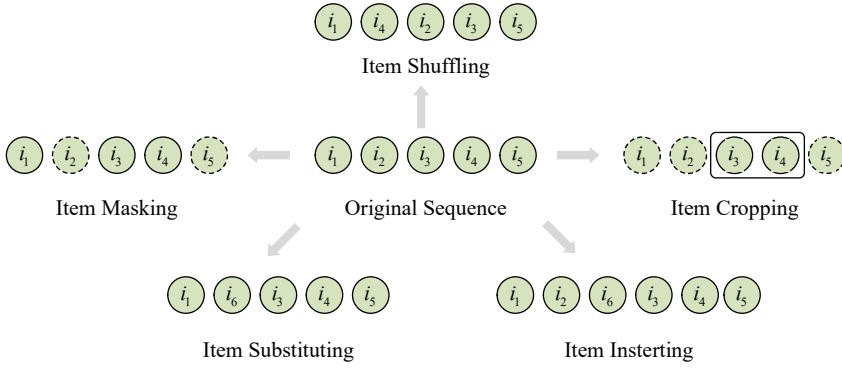 i1 i4 i2 i3 i5
Item Shuffling
i1 i2 i3 i4 i5
i1 i2 i3 i4 i5
i1 i2 i3 i4 i5
Item Masking
Original Sequence
Item Cropping
i1 i6 i3 i4 i5
i1 i2 i6 i3 i4 i5
Item Substituting
Item Insterting